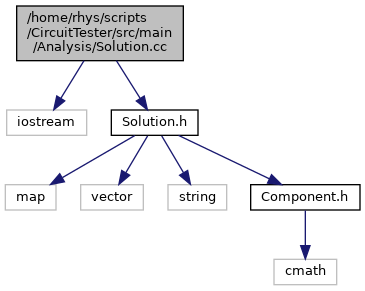 /home/rhys/scripts
/CircuitTester/src/main
/Analysis/Solution.cc
iostream
Solution.h
map
vector
string
Component.h
cmath